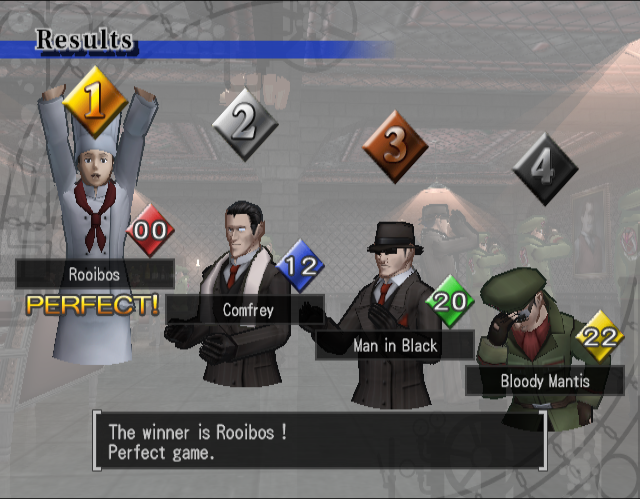 Results
1
2
3
4
00
Rooibos
PERFECT!
12
Comfrey
20
Man in Black
22
Bloody Mantis
The winner is Rooibos !
Perfect game.